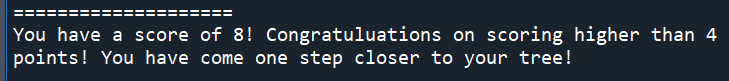 ====================
You have a score of 8! Congratuluations on scoring higher than 4
points! You have come one step closer to your tree!